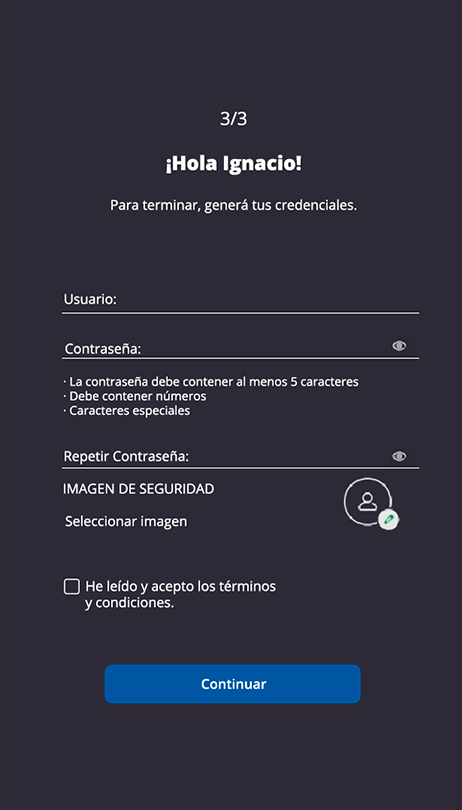 3/3
¡Hola Ignacio!
Para terminar, generá tus credenciales.
Usuario:
Contraseña:
· La contraseña debe contener al menos 5 caracteres
· Debe contener números
· Caracteres especiales
Repetir Contraseña:
IMAGEN DE SEGURIDAD
Seleccionar imagen
He leído y acepto los términos
y condiciones.
Continuar